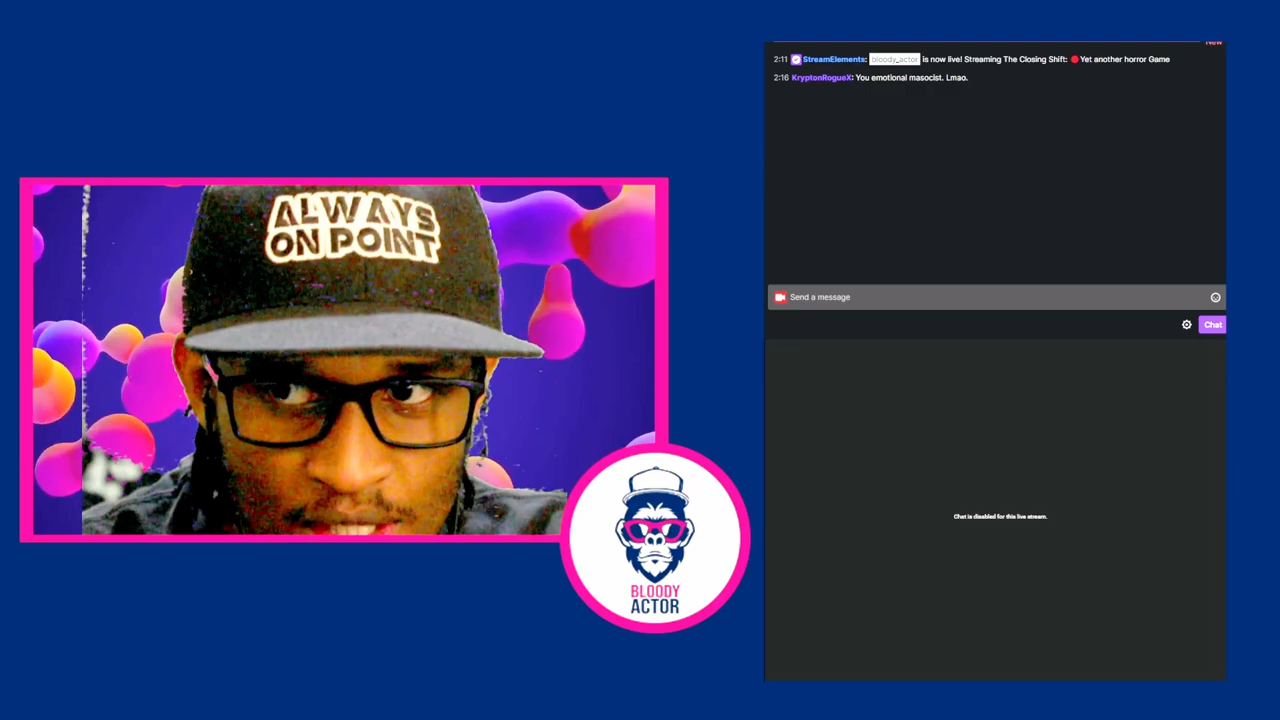 New
2:11 StreamElements: bloody_actor is now live! Streaming The Closing Shift: 🔴 Yet another horror Game
2:16 KryptonRogueX: You emotional masocist. Lmao.
ALWAYS
ON POINT
Send a message
Chat
BLOODY
ACTOR
Chat is disabled for this live stream.